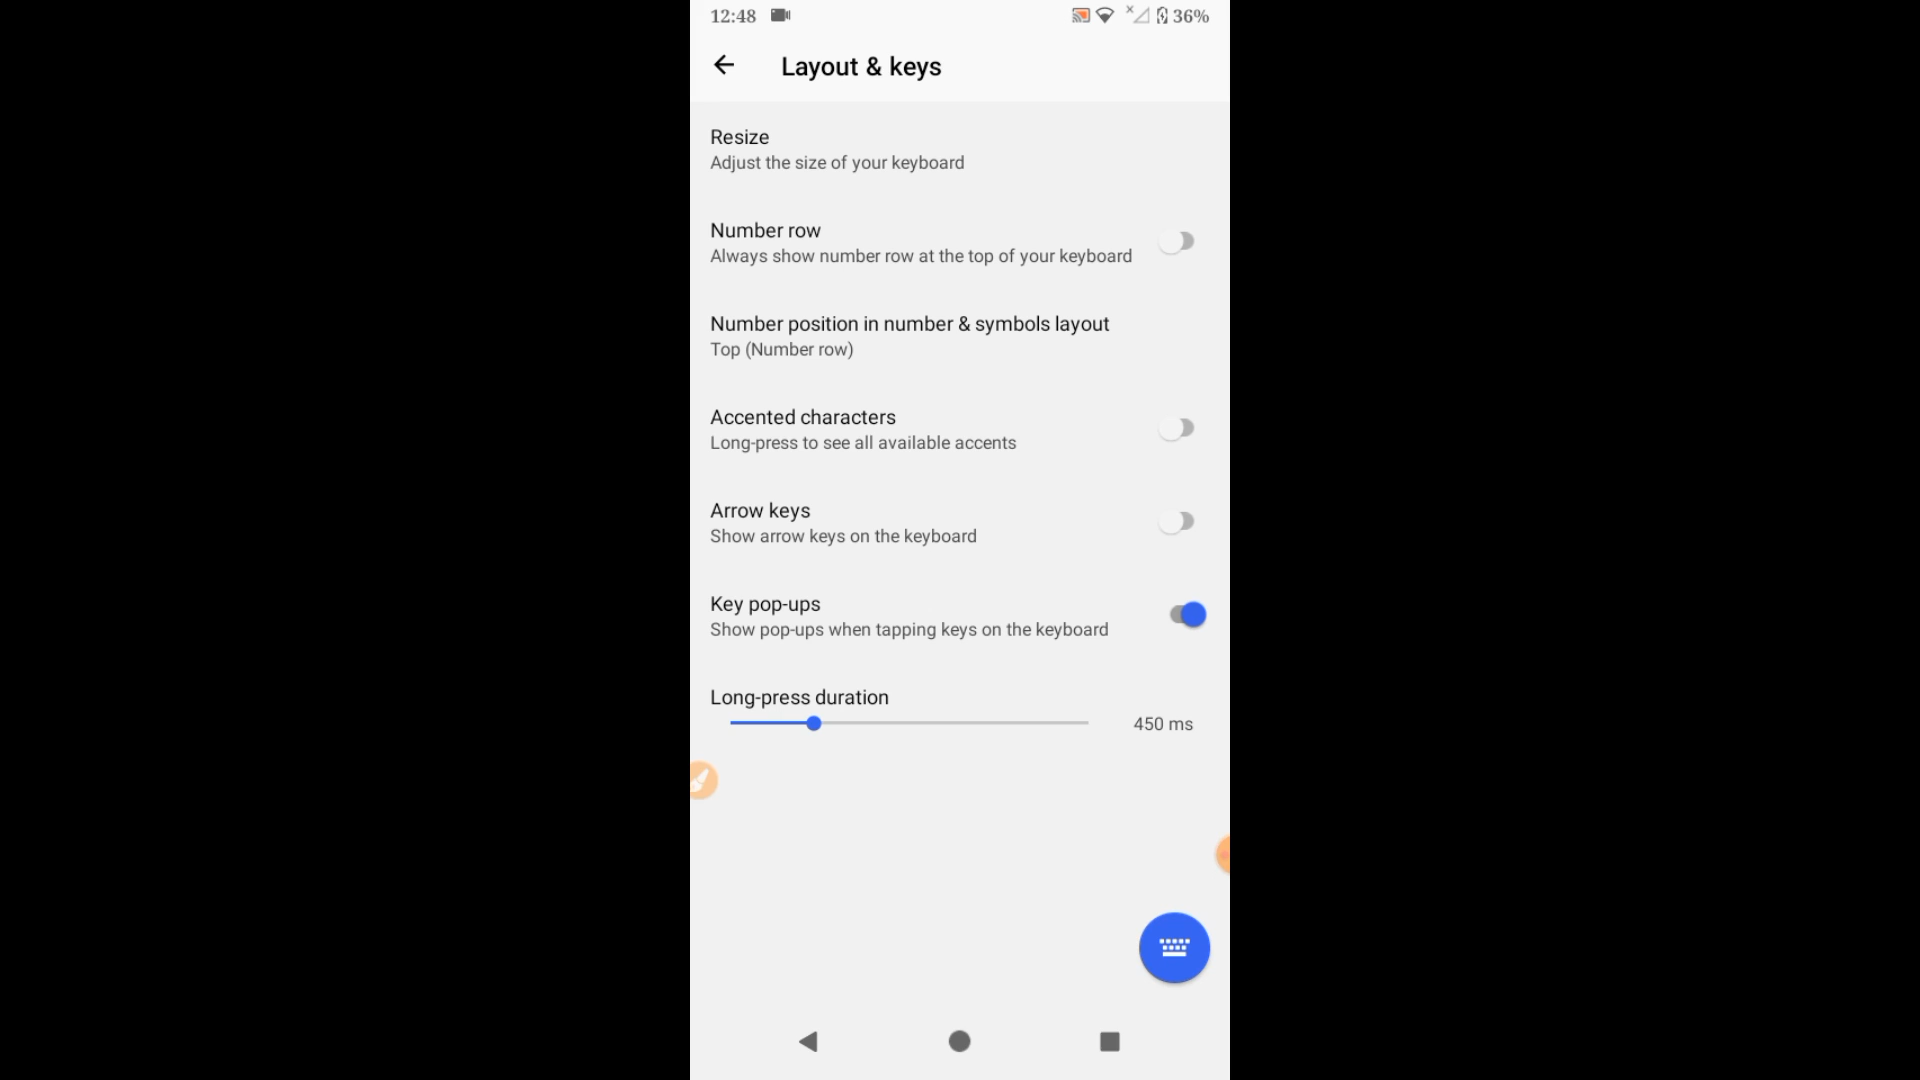 12:48
36%
Layout & keys
Resize
Adjust the size of your keyboard
Number row
Always show number row at the top of your keyboard
Number position in number & symbols layout
Top (Number row)
Accented characters
Long-press to see all available accents
Arrow keys
Show arrow keys on the keyboard
Key pop-ups
Show pop-ups when tapping keys on the keyboard
Long-press duration
450 ms